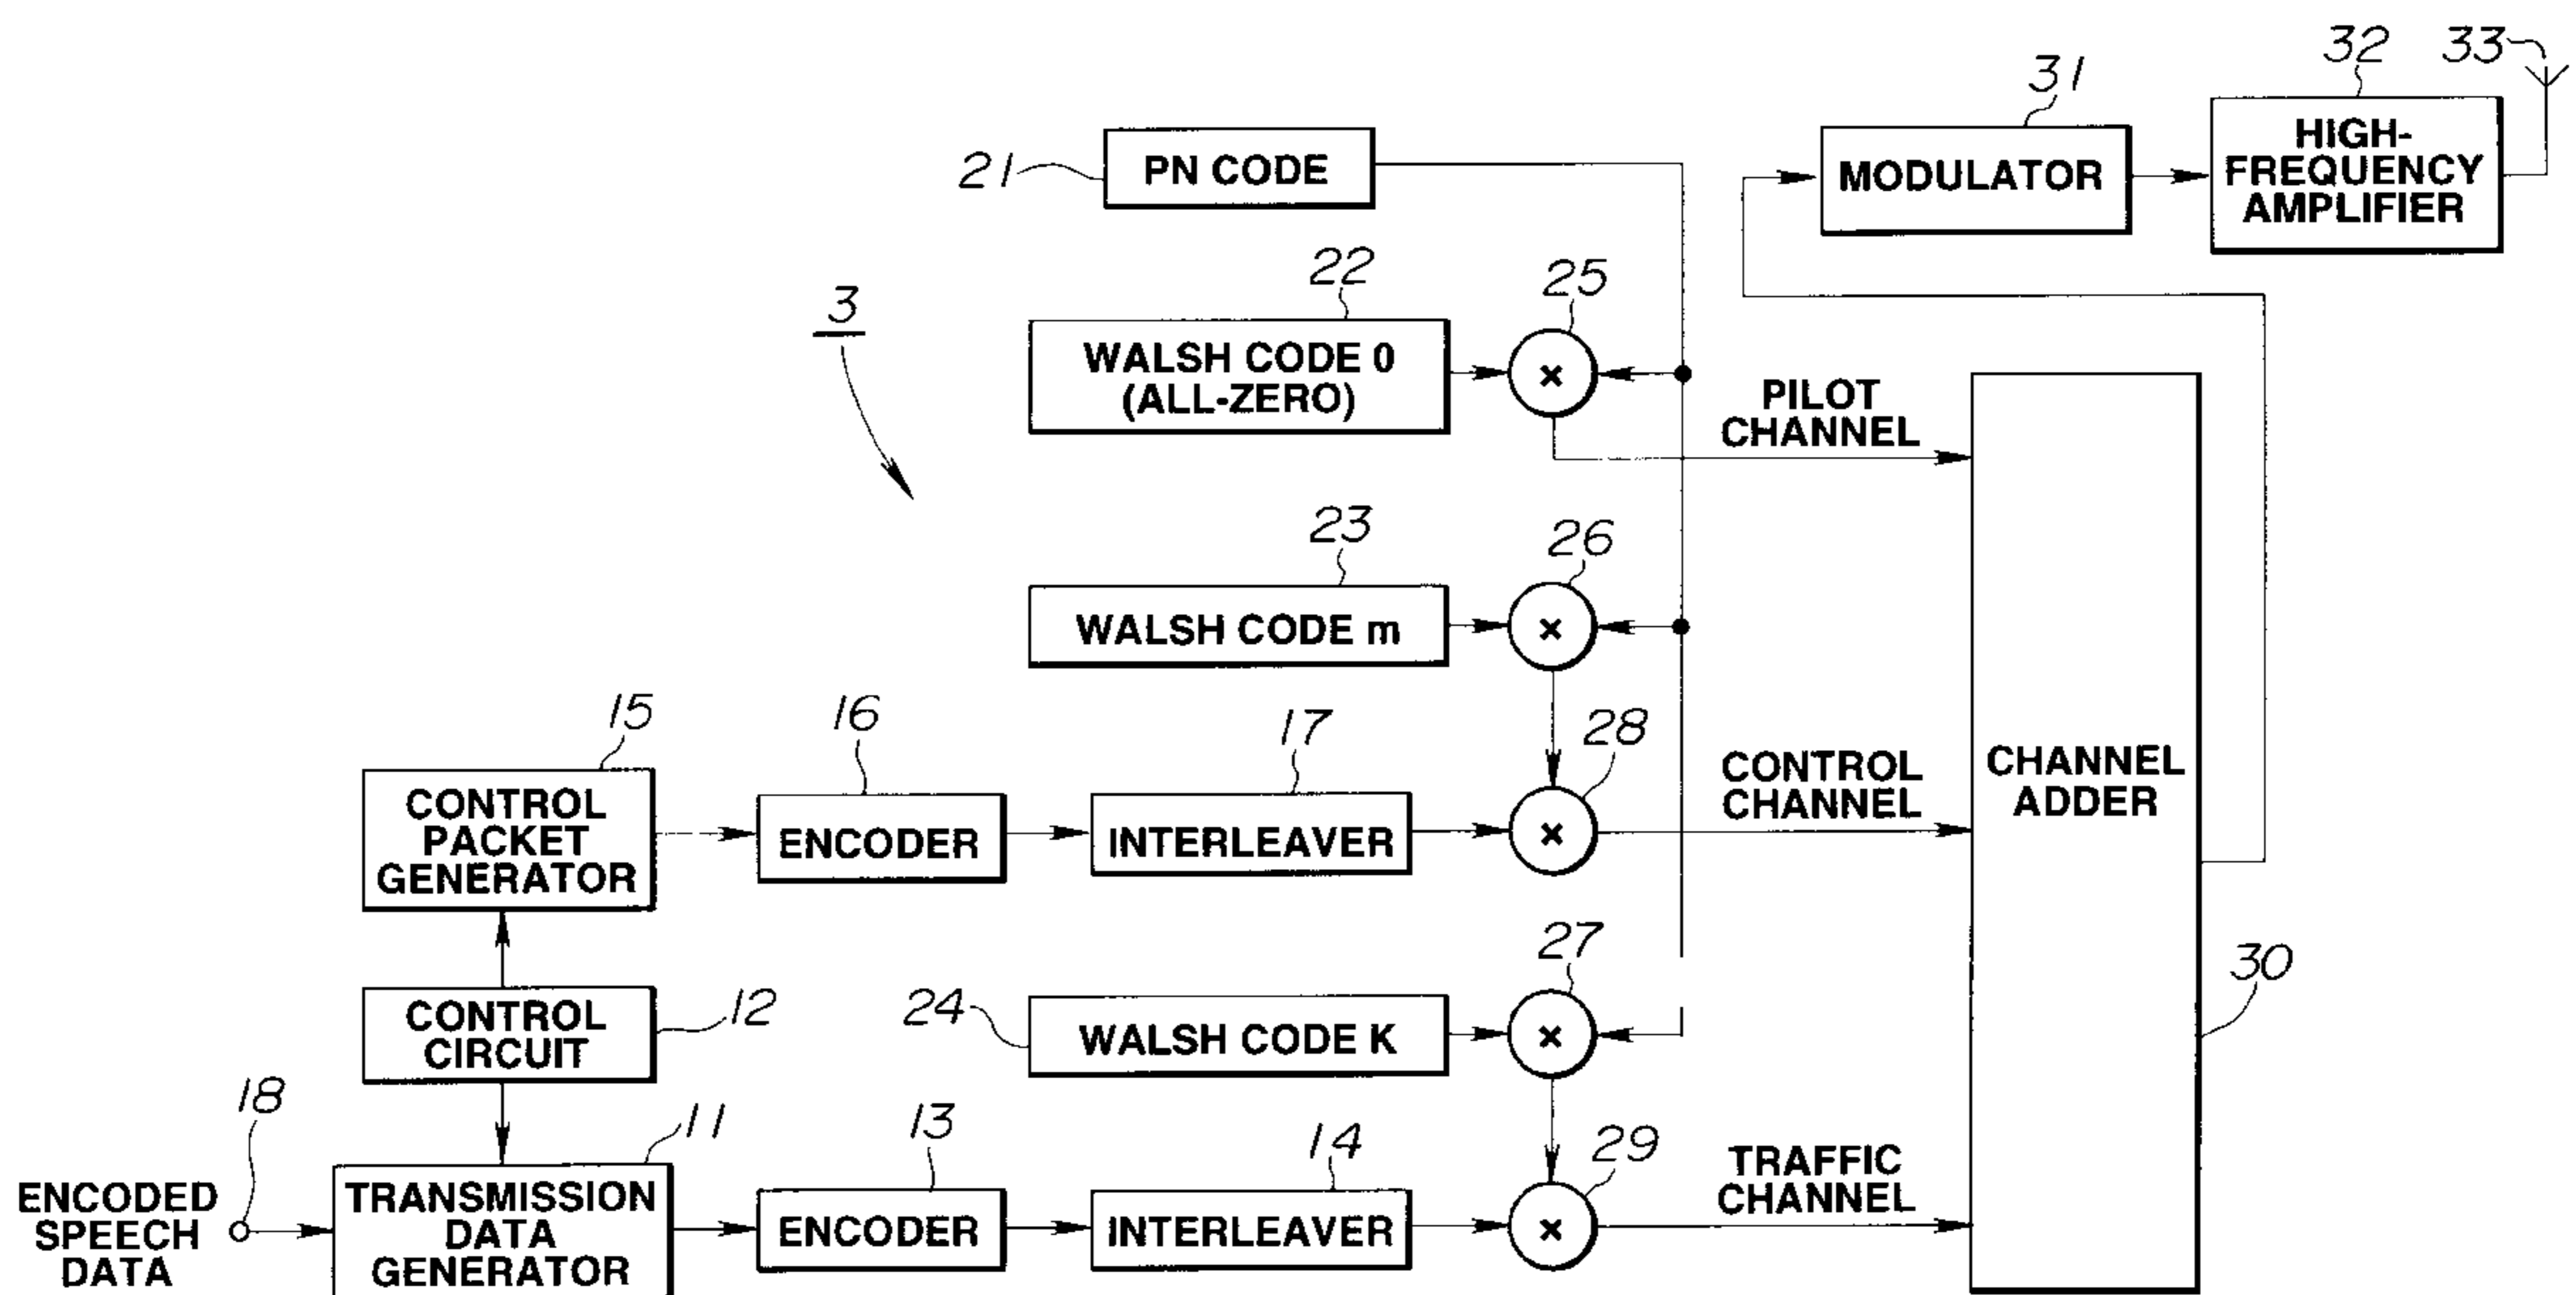 33
32
31
HIGH-
FREQUENCY
AMPLIFIER
MODULATOR
21
PN CODE
22
25
3
WALSH CODE 0
(ALL-ZERO)
×
PILOT
CHANNEL
23
26
WALSH CODE m
×
15
16
17
28
CONTROL
PACKET
GENERATOR
ENCODER
INTERLEAVER
×
CONTROL
CHANNEL
CHANNEL
ADDER
27
30
CONTROL
CIRCUIT
12
24
WALSH CODE K
×
18
11
13
14
29
ENCODED
SPEECH
DATA
TRANSMISSION
DATA
GENERATOR
ENCODER
INTERLEAVER
×
TRAFFIC
CHANNEL